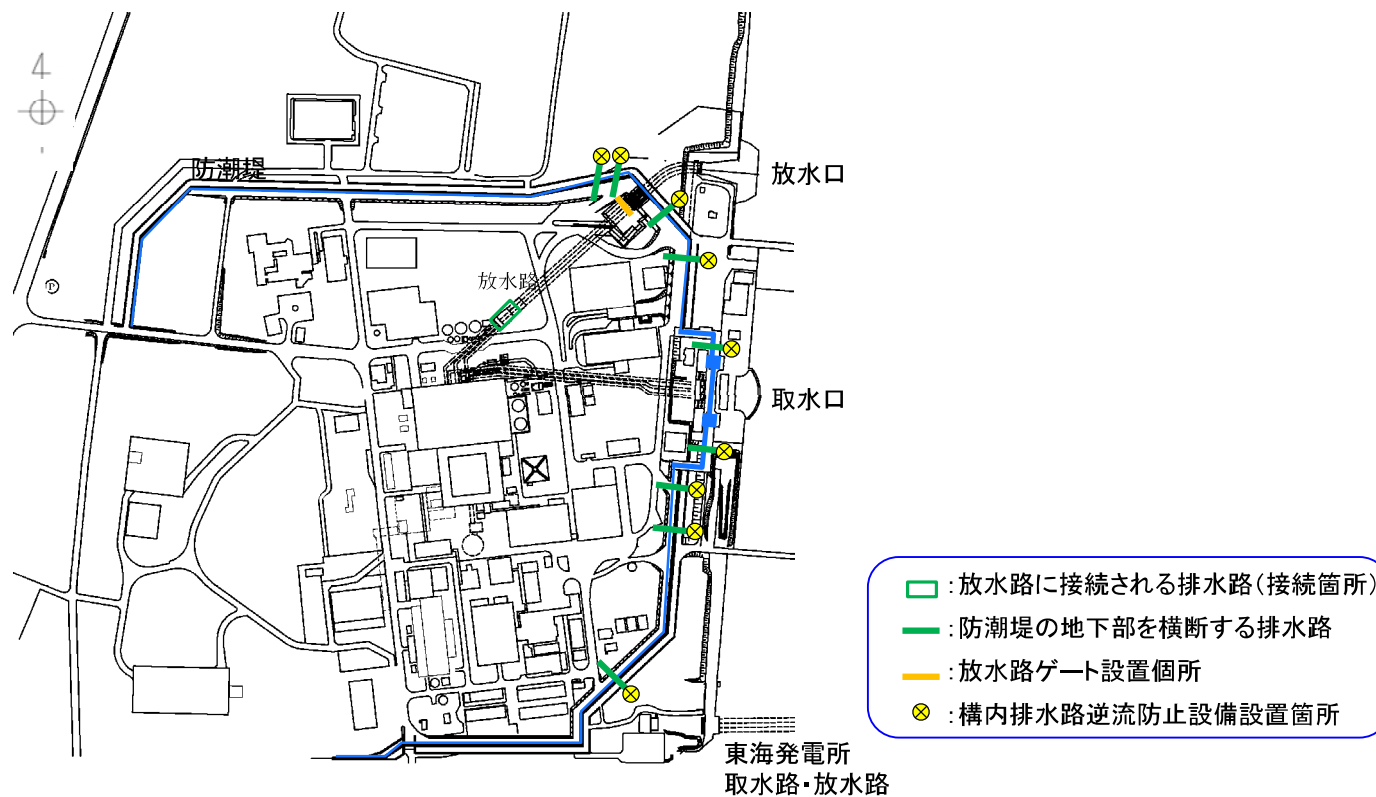 4
防潮堤
放水口
放水路
P
取水口
□:放水路に接続される排水路(接続箇所)
:防潮堤の地下部を横断する排水路
:放水路ゲート設置個所
:構内排水路逆流防止設備設置箇所
東海発電所
取水路・放水路